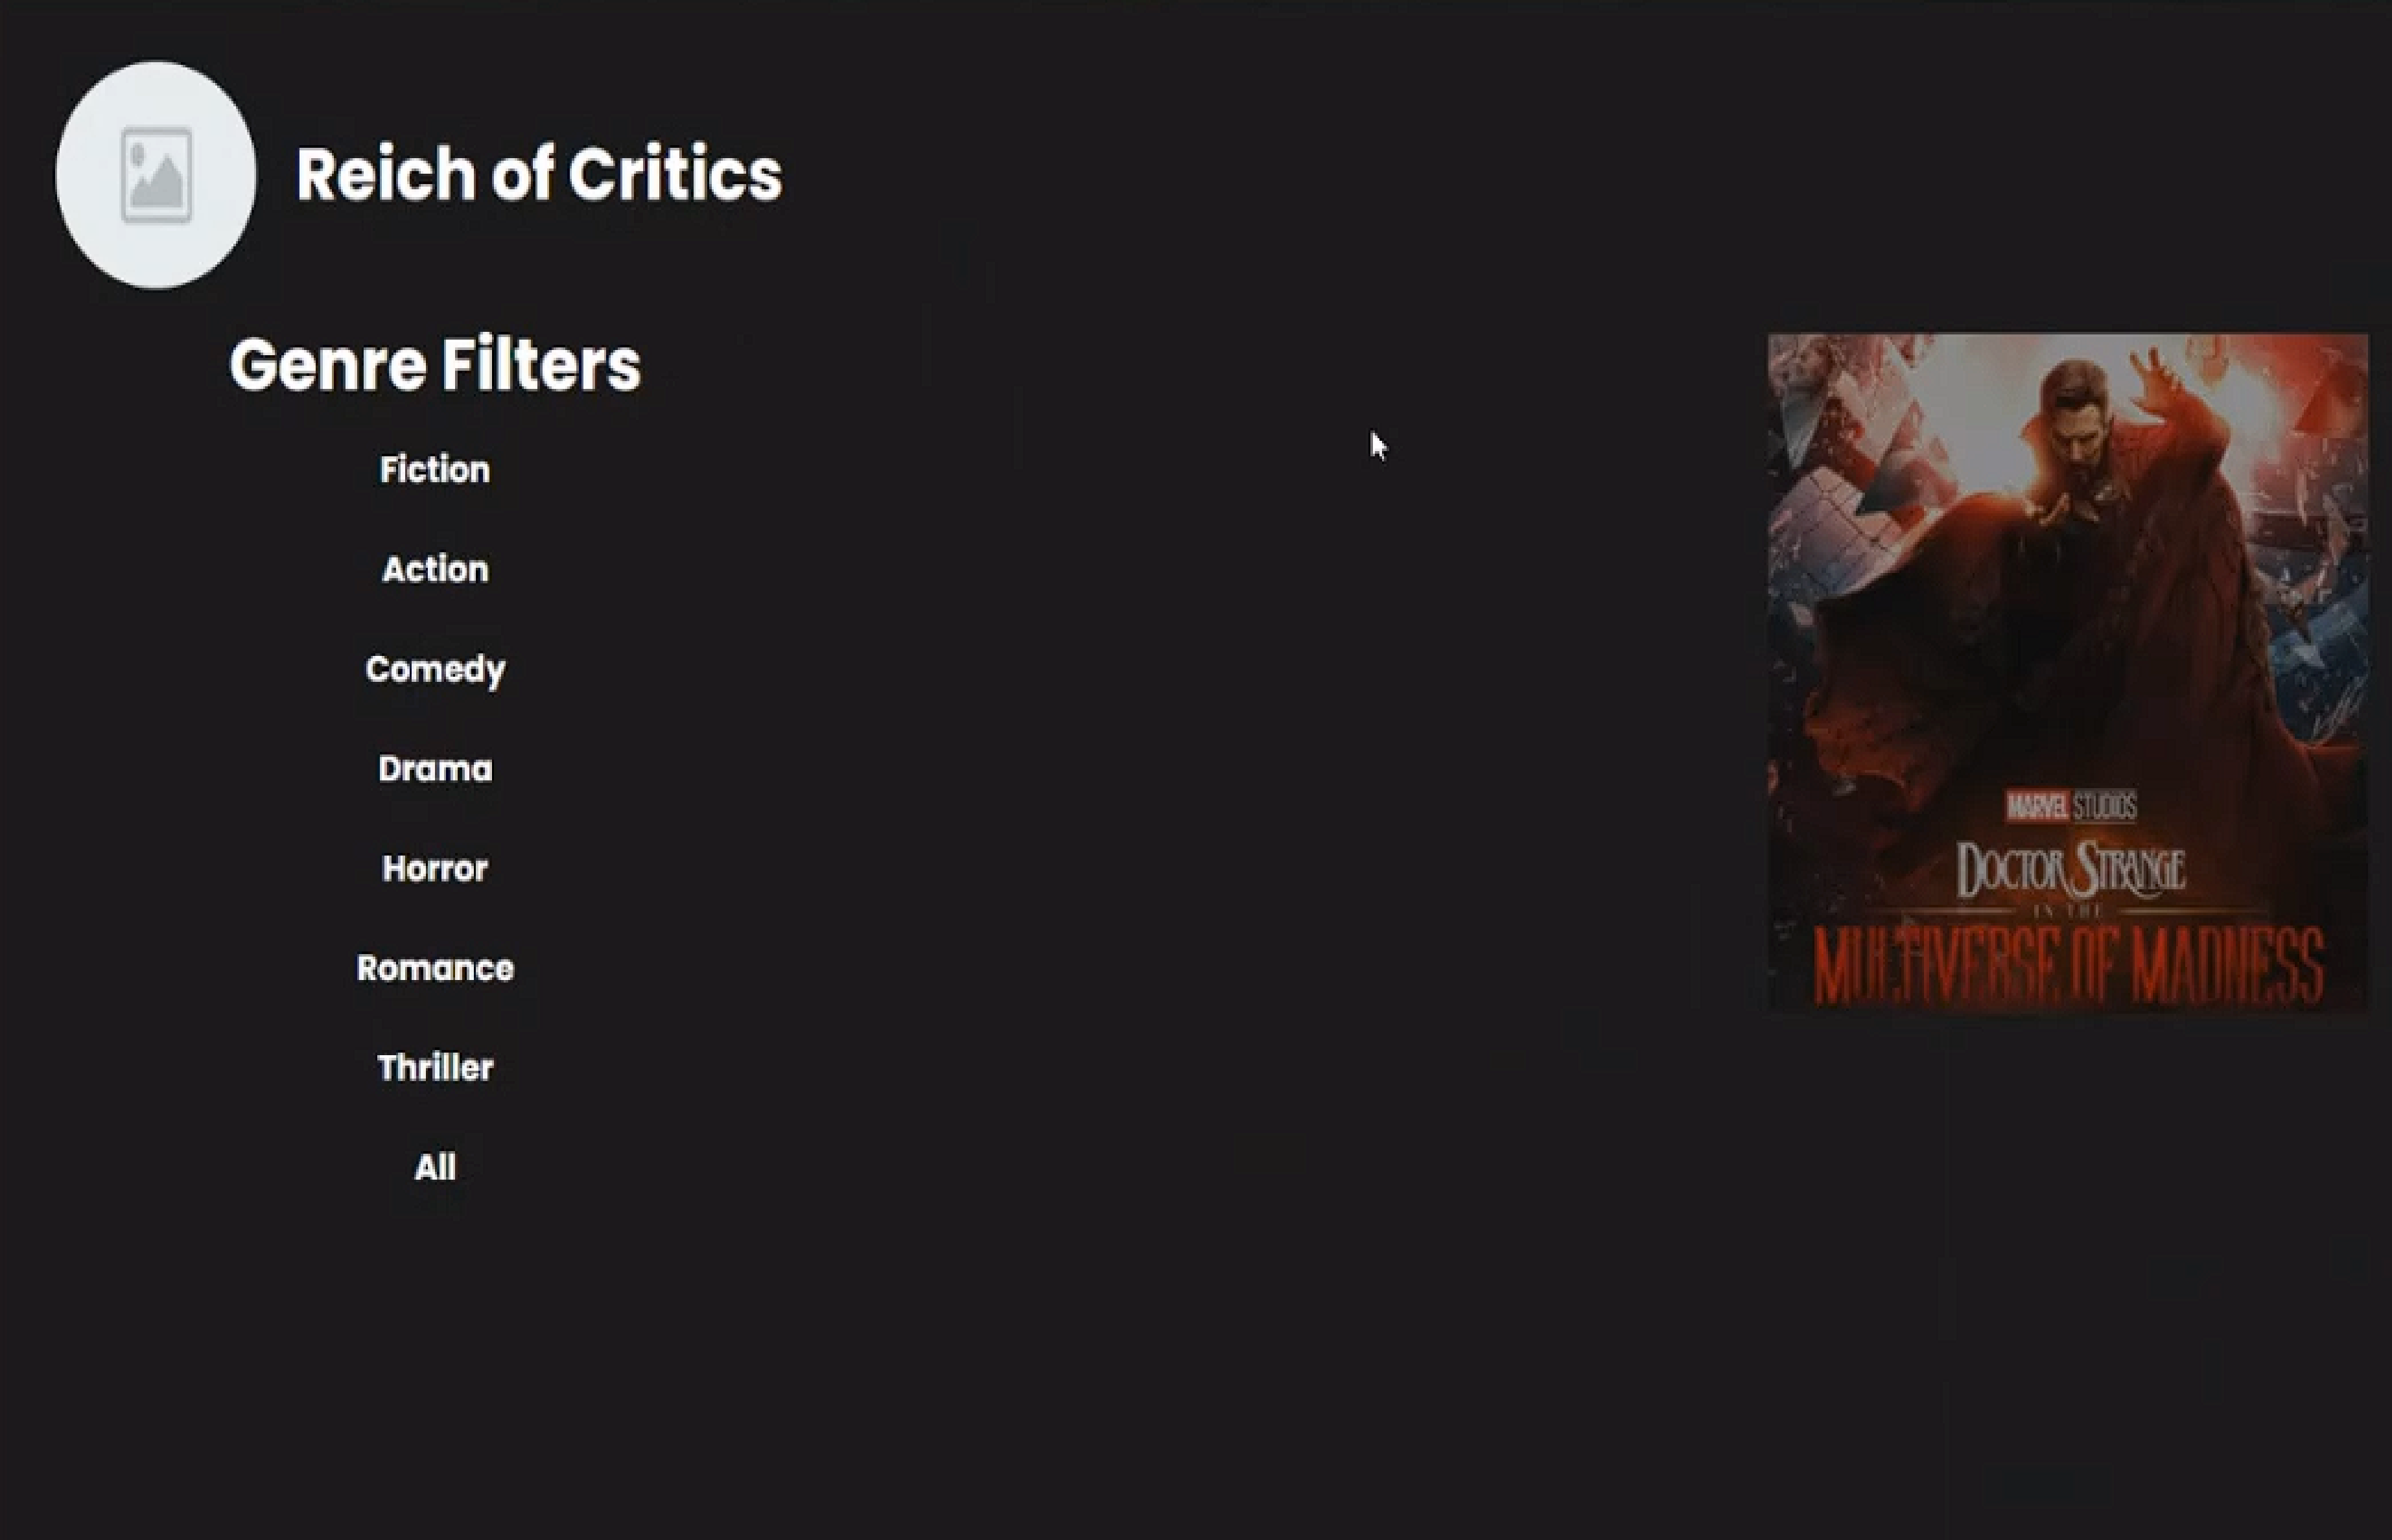 Reich of Critics
Genre Filters
Fiction
Action
Comedy
Drama
Horror
Romance
Thriller
All
MARVEL STUDIOS
DOCTOR STRANGE
IN THE
MULTIVERSE OF MADNESS